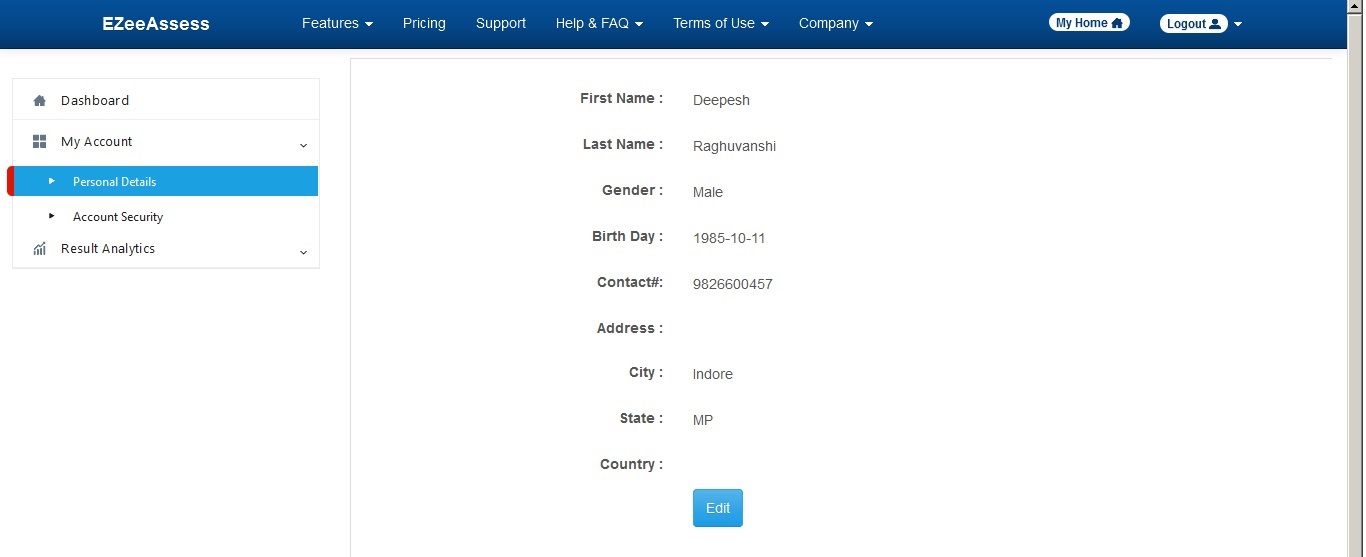 EZeeAssess Features Pricing Support Help & FAQ Terms of Use Company My Home Logout
Dashboard
My Account
Personal Details
Account Security
Result Analytics
First Name : Deepesh
Last Name : Raghuvanshi
Gender : Male
Birth Day : 1985-10-11
Contact#: 9826600457
Address :
City : Indore
State : MP
Country :
Edit